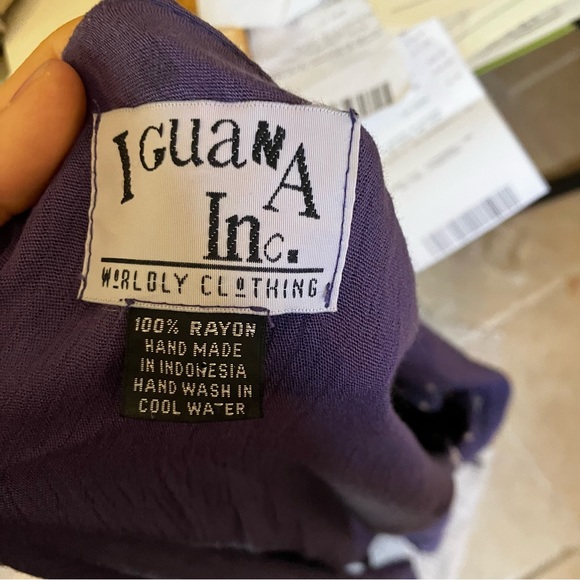 IGUANA
INC.
WORLDLY CLOTHING
100% RAYON
HAND MADE
IN INDONESIA
HAND WASH IN
COOL WATER